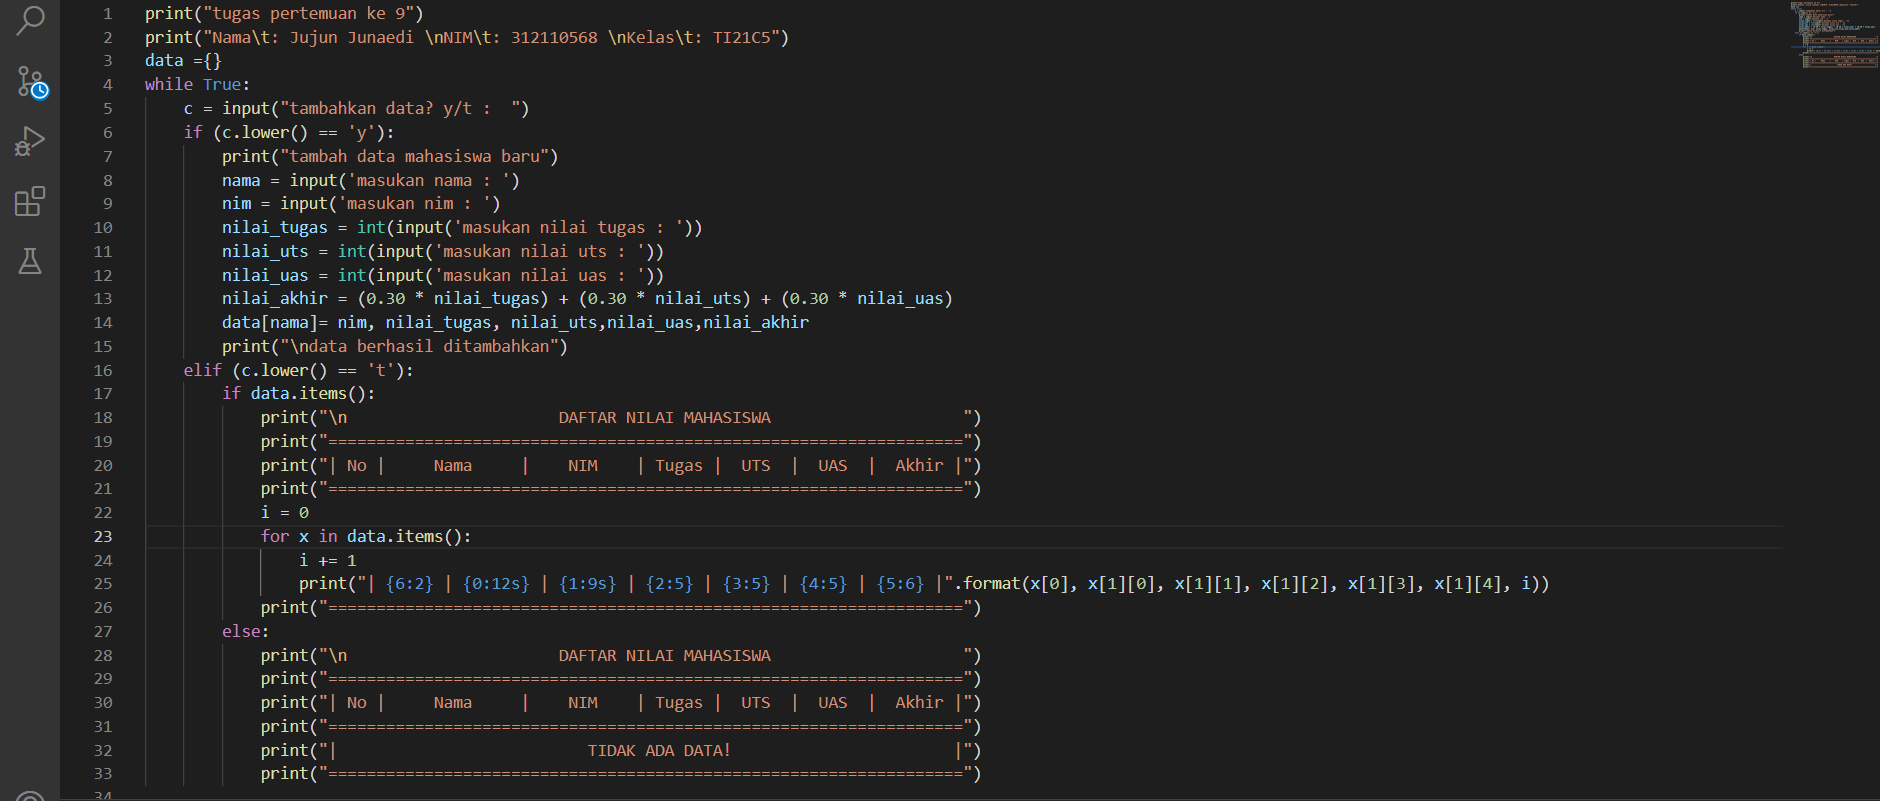 1 print("tugas pertemuan ke 9")
2 print("Nama\t: Jujun Junaedi \nNIM\t: 312110568 \nKelas\t: TI21C5")
3 data ={}
4 while True:
5     c = input("tambahkan data? y/t :  ")
6     if (c.lower() == 'y'):
7         print("tambah data mahasiswa baru")
8         nama = input('masukan nama : ')
9         nim = input('masukan nim : ')
10         nilai_tugas = int(input('masukan nilai tugas : '))
11         nilai_uts = int(input('masukan nilai uts : '))
12         nilai_uas = int(input('masukan nilai uas : '))
13         nilai_akhir = (0.30 * nilai_tugas) + (0.30 * nilai_uts) + (0.30 * nilai_uas)
14         data[nama]= nim, nilai_tugas, nilai_uts,nilai_uas,nilai_akhir
15         print("\ndata berhasil ditambahkan")
16     elif (c.lower() == 't'):
17         if data.items():
18             print("\n                      DAFTAR NILAI MAHASISWA                    ")
19             print("==================================================================")
20             print("| No |     Nama     |    NIM    | Tugas |  UTS  |  UAS  |  Akhir |")
21             print("==================================================================")
22             i = 0
23             for x in data.items():
24                 i += 1
25                 print("| {6:2} | {0:12s} | {1:9s} | {2:5} | {3:5} | {4:5} | {5:6} |".format(x[0], x[1][0], x[1][1], x[1][2], x[1][3], x[1][4], i))
26             print("==================================================================")
27         else:
28             print("\n                      DAFTAR NILAI MAHASISWA                    ")
29             print("==================================================================")
30             print("| No |     Nama     |    NIM    | Tugas |  UTS  |  UAS  |  Akhir |")
31             print("==================================================================")
32             print("|                          TIDAK ADA DATA!                       |")
33             print("==================================================================")
34